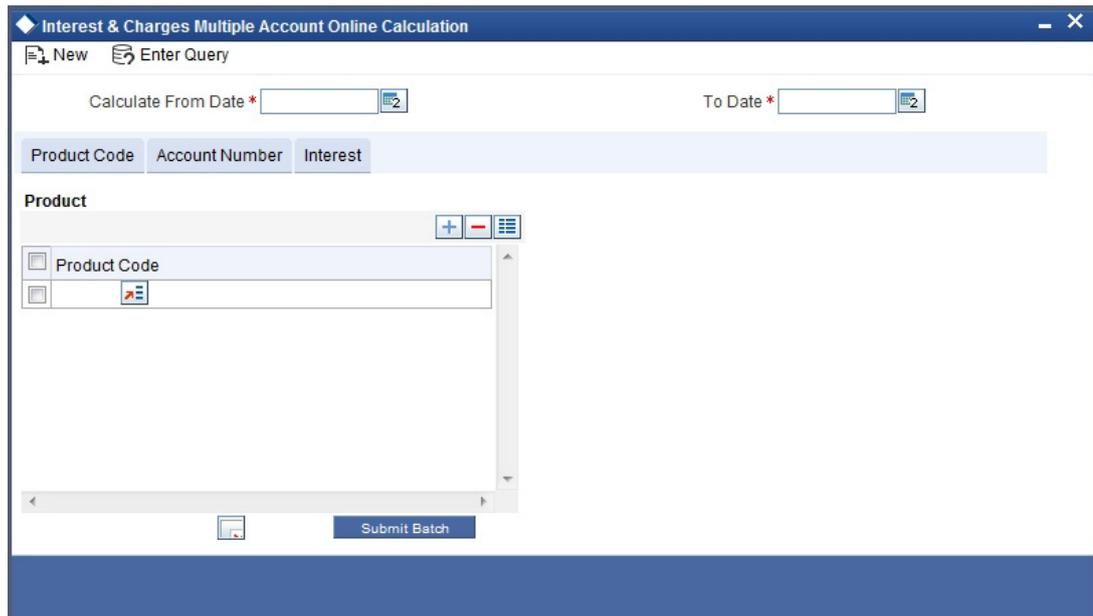 Interest & Charges Multiple Account Online Calculation
New Enter Query
Calculate From Date * To Date *
Product Code Account Number Interest
Product
Product Code
Submit Batch